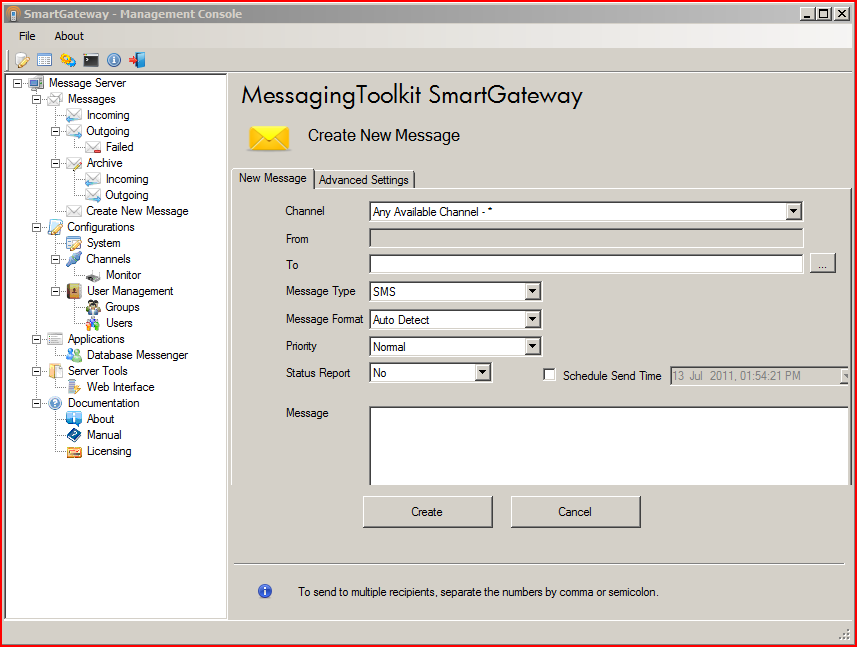 SmartGateway - Management Console
File About
Message Server
Messages
Incoming
Outgoing
Failed
Archive
Incoming
Outgoing
Create New Message
Configurations
System
Channels
Monitor
User Management
Groups
Users
Applications
Database Messenger
Server Tools
Web Interface
Documentation
About
Manual
Licensing
MessagingToolkit SmartGateway
Create New Message
New Message Advanced Settings
Channel Any Available Channel - *
From
To ...
Message Type SMS
Message Format Auto Detect
Priority Normal
Status Report No Schedule Send Time 13 Jul 2011, 01:54:21 PM
Message
Create Cancel
To send to multiple recipients, separate the numbers by comma or semicolon.